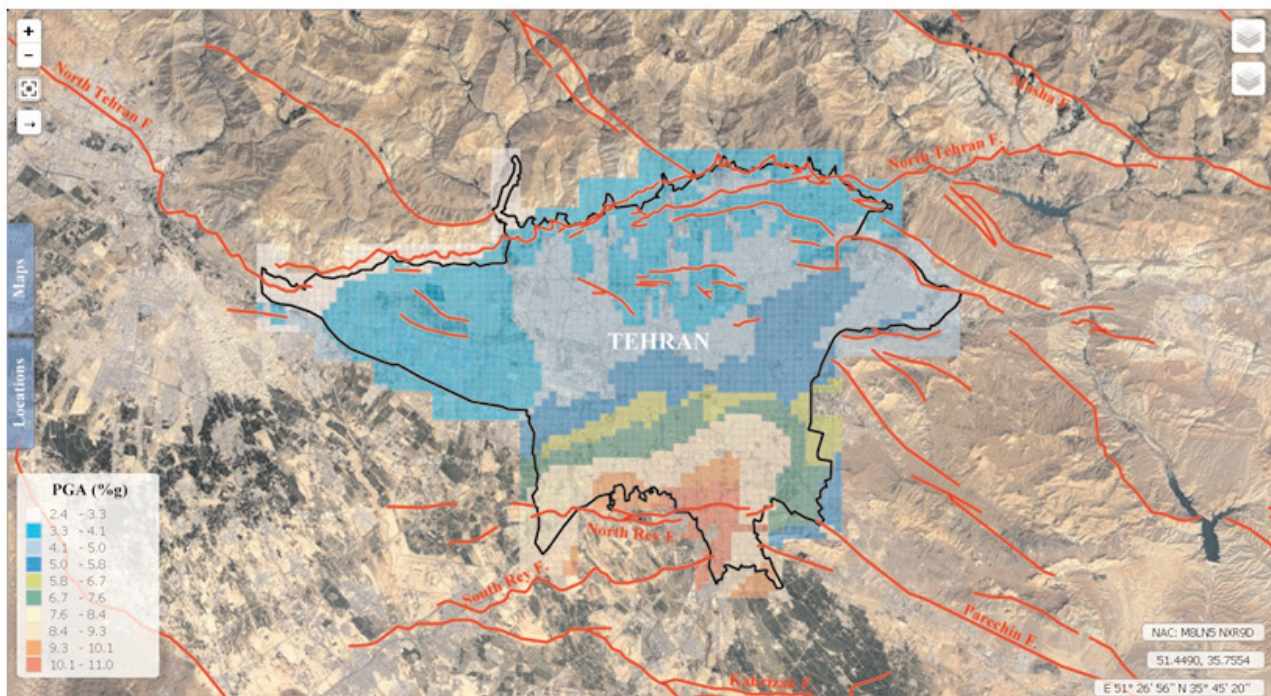 +
−
→
North Tehran F.
Mosha F.
North Tehran F.
Maps
Locations
TEHRAN
PGA (%g)
2.4 - 3.3
3.3 - 4.1
4.1 - 5.0
5.0 - 5.8
5.8 - 6.7
6.7 - 7.6
7.6 - 8.4
8.4 - 9.3
9.3 - 10.1
10.1 - 11.0
North Rey F.
South Rey F.
Parechin F.
Kahrizak F.
NAC: M8LN5 NXR9D
51.4490, 35.7554
E 51° 26' 56'' N 35° 45' 20''